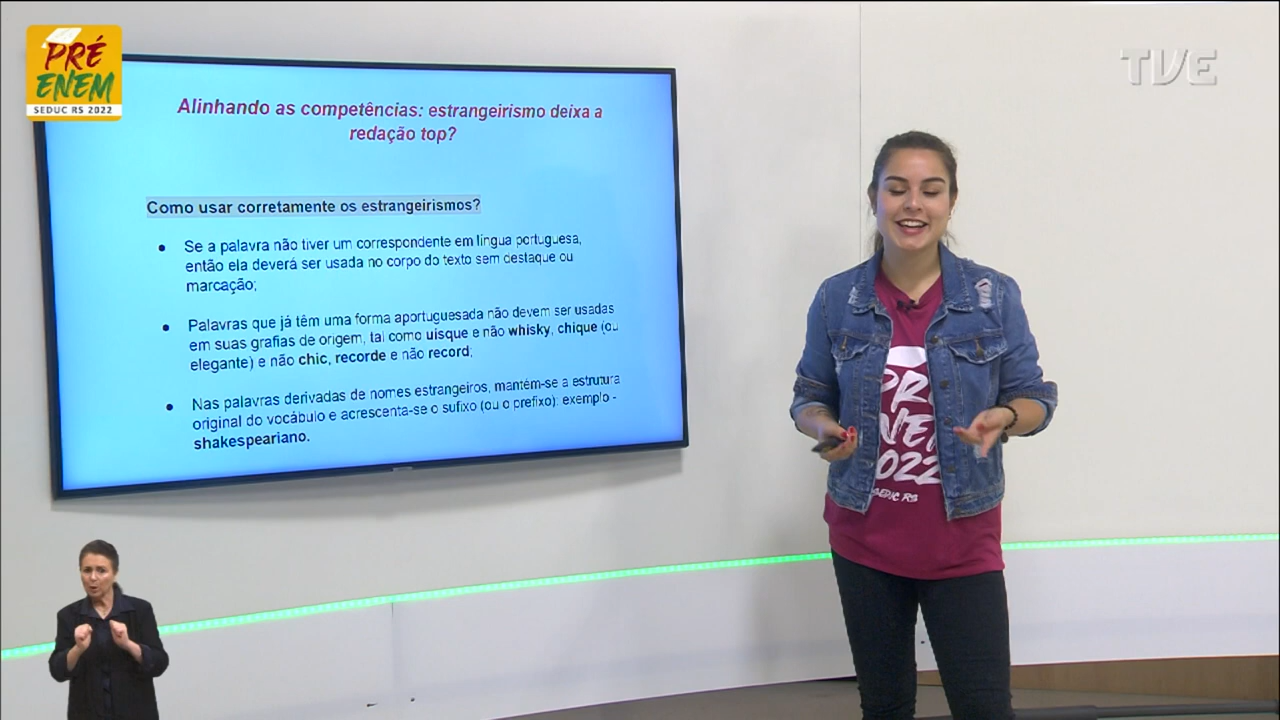 PRÉ
ENEM
SEDUC RS 2022
TVE
Alinhando as competências: estrangeirismo deixa a
redação top?
Como usar corretamente os estrangeirismos?
• Se a palavra não tiver um correspondente em língua portuguesa,
então ela deverá ser usada no corpo do texto sem destaque ou
marcação;
• Palavras que já têm uma forma aportuguesada não devem ser usadas
em suas grafias de origem, tal como uisque e não whisky, chique (ou
elegante) e não chic, recorde e não record;
• Nas palavras derivadas de nomes estrangeiros, mantém-se a estrutura
original do vocábulo e acrescenta-se o sufixo (ou o prefixo): exemplo -
shakespeariano.
PRÉ
ENEM
2022
SEDUC RS